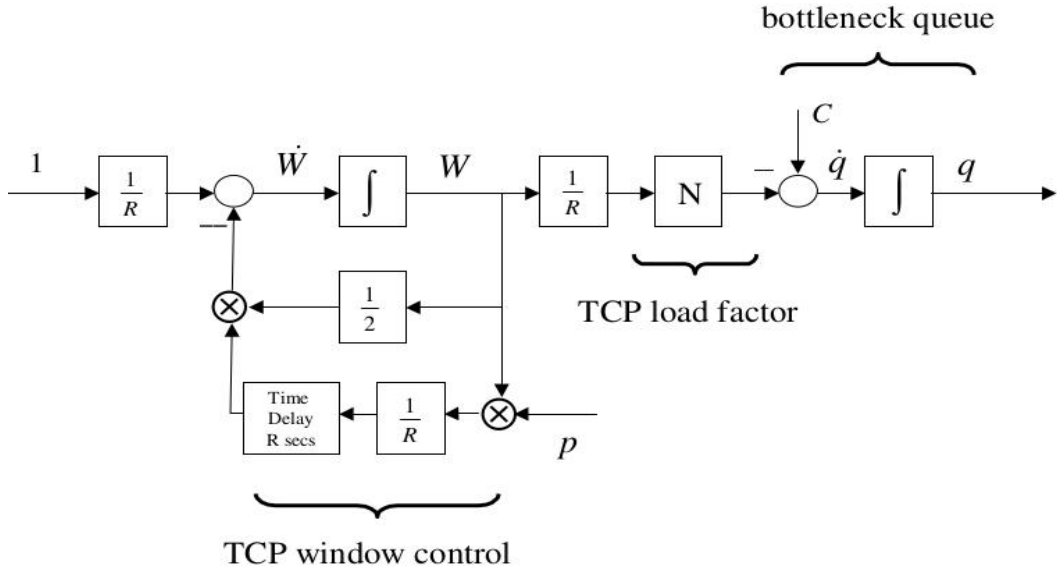 bottleneck queue
C
1
1/R
Ẇ
∫
W
1/R
N
−
q̇
∫
q
−−
⊗
1/2
TCP load factor
Time
Delay
R secs
1/R
⊗
p
TCP window control